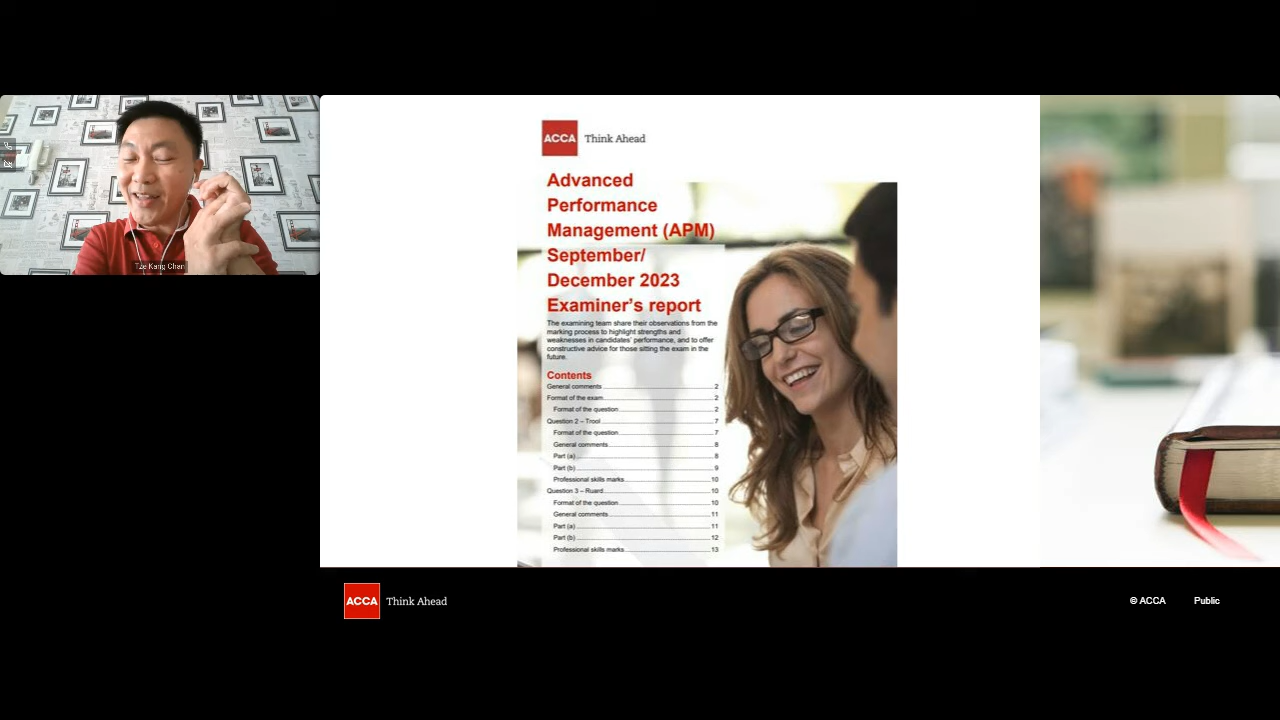 Tze Kang Chan
ACCA Think Ahead
Advanced
Performance
Management (APM)
September/
December 2023
Examiner's report
The examining team share their observations from the
marking process to highlight strengths and
weaknesses in candidates' performance, and to offer
constructive advice for those sitting the exam in the
future.
Contents
General comments 2
Format of the exam 2
Format of the question 2
Question 2 – Trool 7
Format of the question 7
General comments 8
Part (a) 8
Part (b) 9
Professional skills marks 10
Question 3 – Ruard 10
Format of the question 10
General comments 11
Part (a) 11
Part (b) 12
Professional skills marks 13
ACCA Think Ahead
© ACCA Public